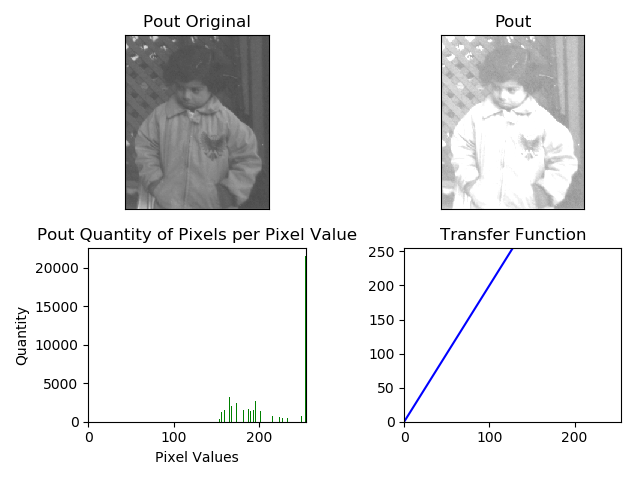 Pout Original
Pout
Pout Quantity of Pixels per Pixel Value
Transfer Function
Quantity
20000
15000
10000
5000
0
0
100
200
Pixel Values
250
200
150
100
50
0
0
100
200